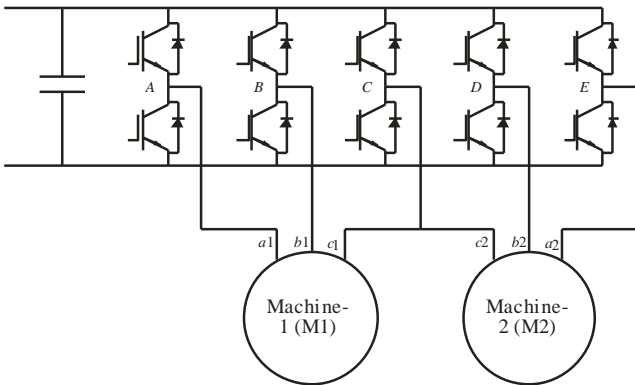 A B C D E
a1 b1 c1 c2 b2 a2
Machine-
1 (M1)
Machine-
2 (M2)